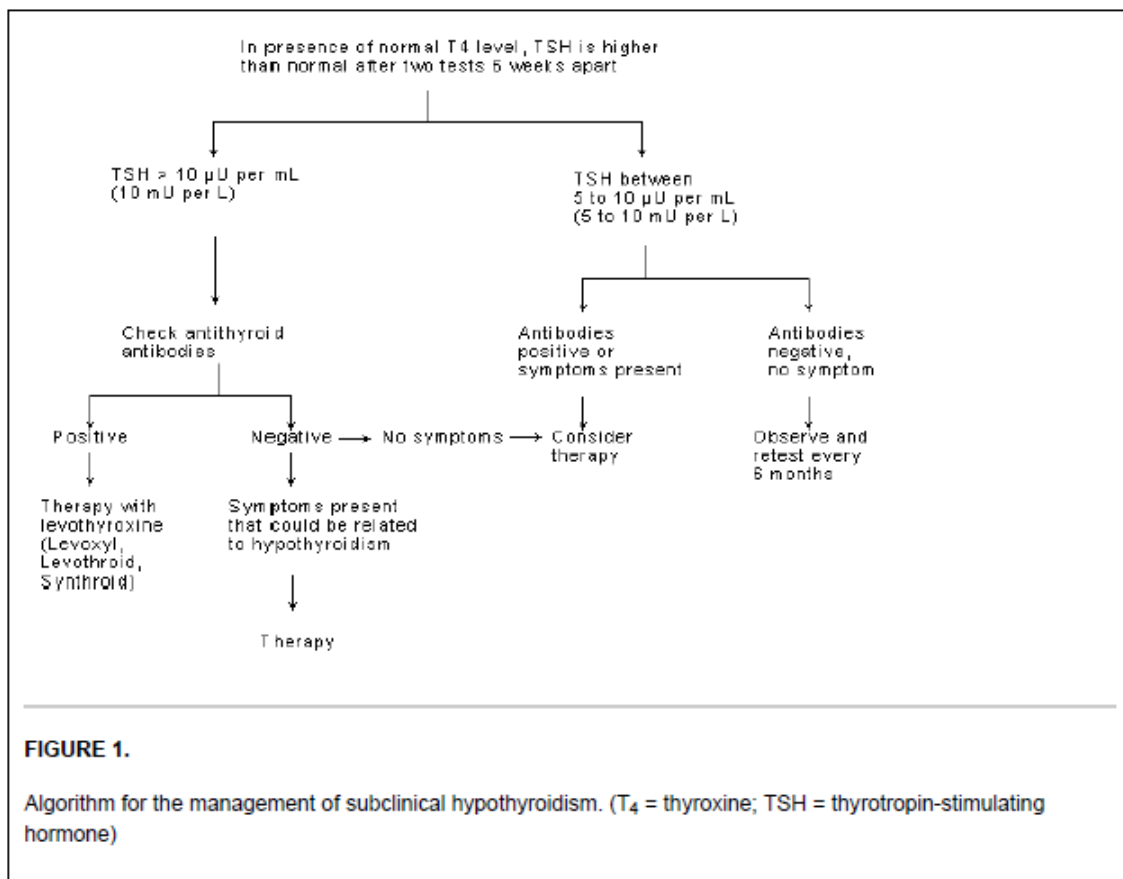 In presence of normal T4 level, TSH is higher
than normal after two tests 6 weeks apart
TSH > 10 µU per mL
(10 mU per L)
TSH between
5 to 10 µU per mL
(5 to 10 mU per L)
Check antithyroid
antibodies
Antibodies
positive or
symptoms present
Antibodies
negative,
no symptom
Positive
Negative
No symptoms
Consider
therapy
Observe and
retest every
6 months
Therapy with
levothyroxine
(Levoxyl,
Levothroid,
Synthroid)
Symptoms present
that could be related
to hypothyroidism
Therapy
FIGURE 1.
Algorithm for the management of subclinical hypothyroidism. (T4 = thyroxine; TSH = thyrotropin-stimulating
hormone)